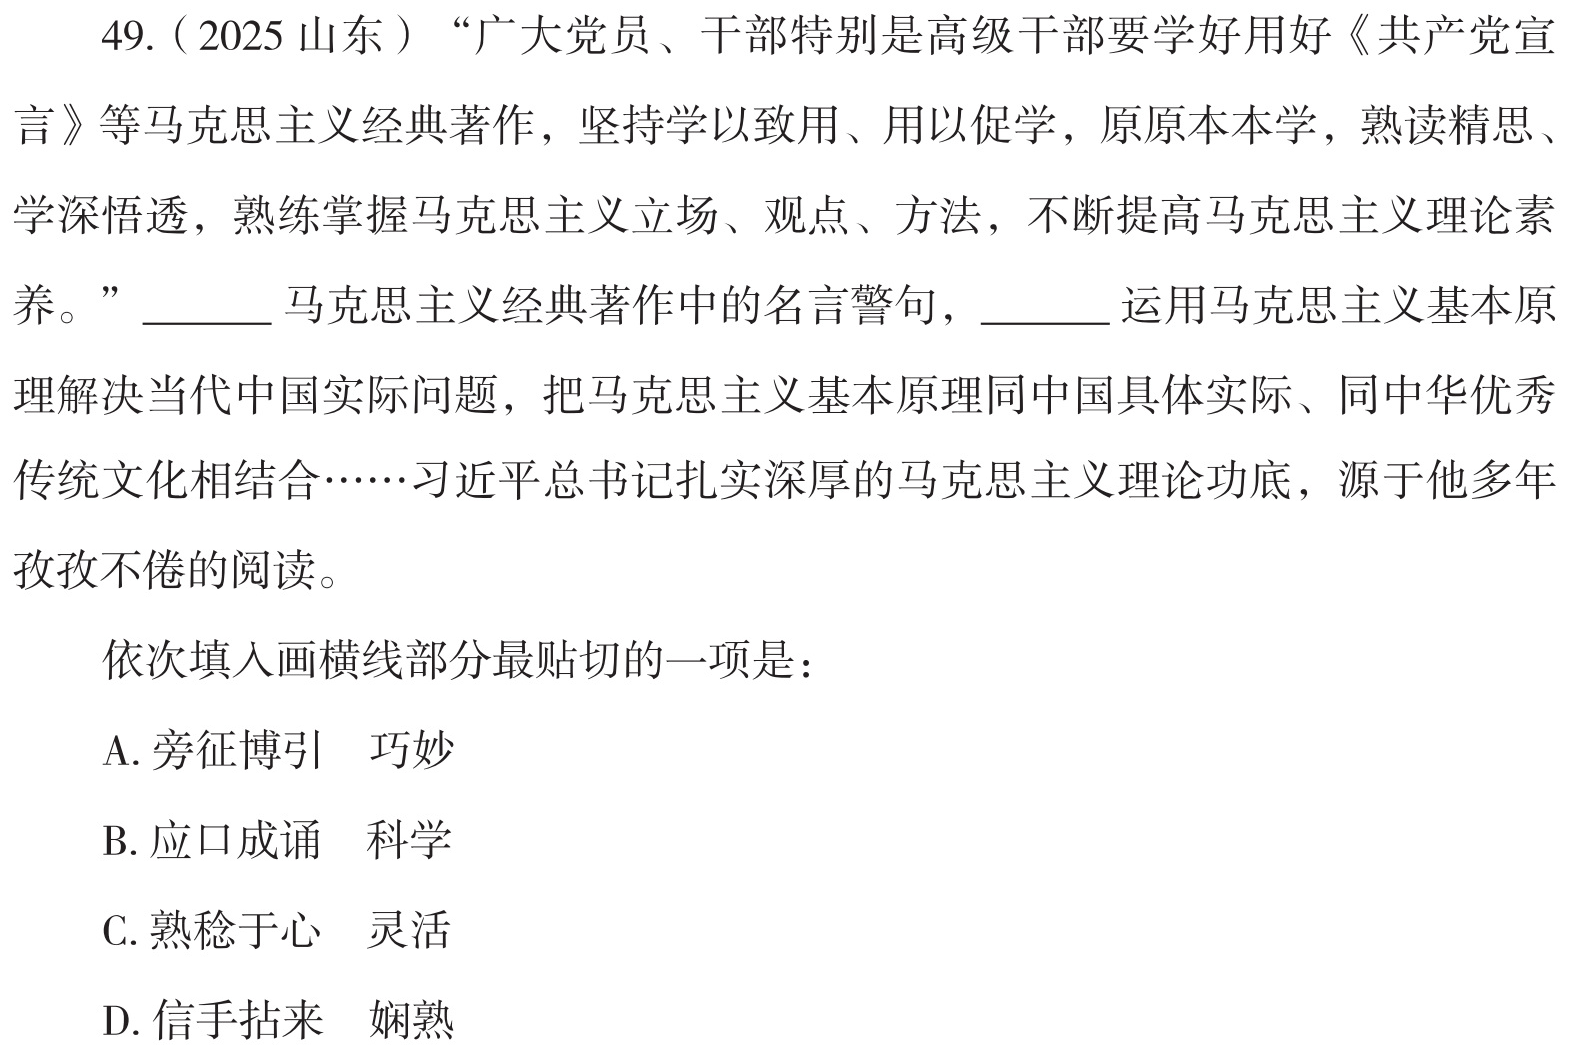 49.（2025 山东）“广大党员、干部特别是高级干部要学好用好《共产党宣
言》等马克思主义经典著作，坚持学以致用、用以促学，原原本本学，熟读精思、
学深悟透，熟练掌握马克思主义立场、观点、方法，不断提高马克思主义理论素
养。”______ 马克思主义经典著作中的名言警句，______ 运用马克思主义基本原
理解决当代中国实际问题，把马克思主义基本原理同中国具体实际、同中华优秀
传统文化相结合……习近平总书记扎实深厚的马克思主义理论功底，源于他多年
孜孜不倦的阅读。
依次填入画横线部分最贴切的一项是：
A. 旁征博引　巧妙
B. 应口成诵　科学
C. 熟稔于心　灵活
D. 信手拈来　娴熟